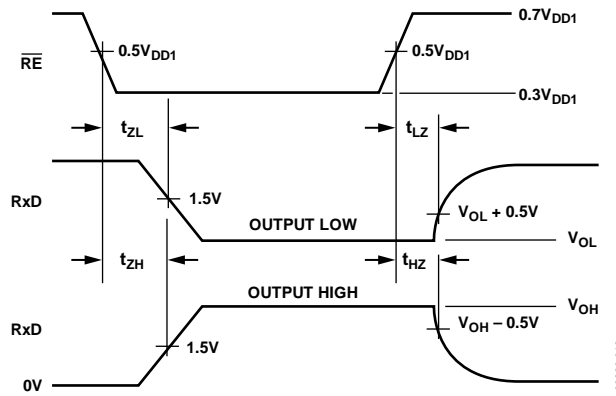 0.7VDD1
RE
0.5VDD1
0.5VDD1
0.3VDD1
tZL
tLZ
RxD
1.5V
OUTPUT LOW
VOL + 0.5V
VOL
tZH
tHZ
OUTPUT HIGH
VOH
RxD
1.5V
VOH – 0.5V
0V